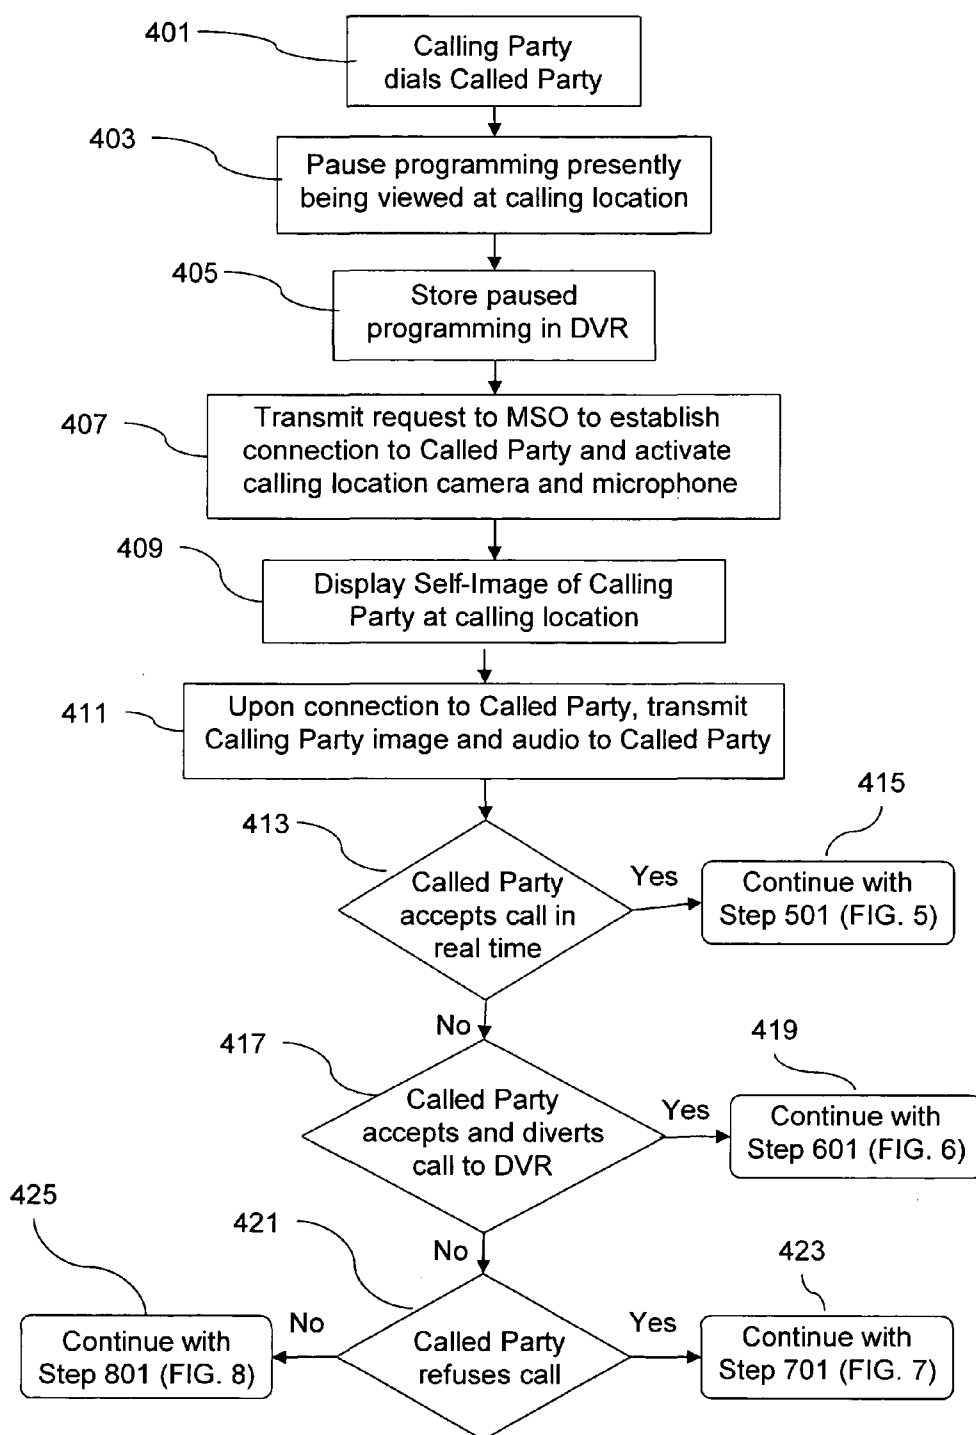 401
Calling Party
dials Called Party
403
Pause programming presently
being viewed at calling location
405
Store paused
programming in DVR
407
Transmit request to MSO to establish
connection to Called Party and activate
calling location camera and microphone
409
Display Self-Image of Calling
Party at calling location
411
Upon connection to Called Party, transmit
Calling Party image and audio to Called Party
413
Called Party
accepts call in
real time
Yes
415
Continue with
Step 501 (FIG. 5)
No
417
Called Party
accepts and diverts
call to DVR
Yes
419
Continue with
Step 601 (FIG. 6)
No
421
Called Party
refuses call
Yes
423
Continue with
Step 701 (FIG. 7)
No
425
Continue with
Step 801 (FIG. 8)